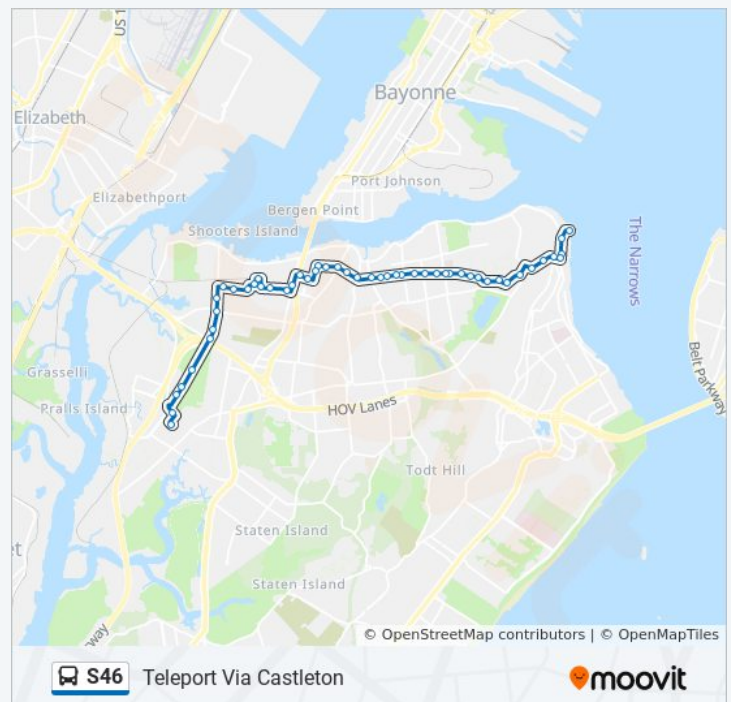 US 1
Bayonne
Elizabeth
Port Johnson
Elizabethport
Bergen Point
Shooters Island
The Narrows
Belt Parkway
Grasselli
Pralls Island
HOV Lanes
Todt Hill
Staten Island
Staten Island
© OpenStreetMap contributors | © OpenMapTiles
S46 Teleport Via Castleton
moovit